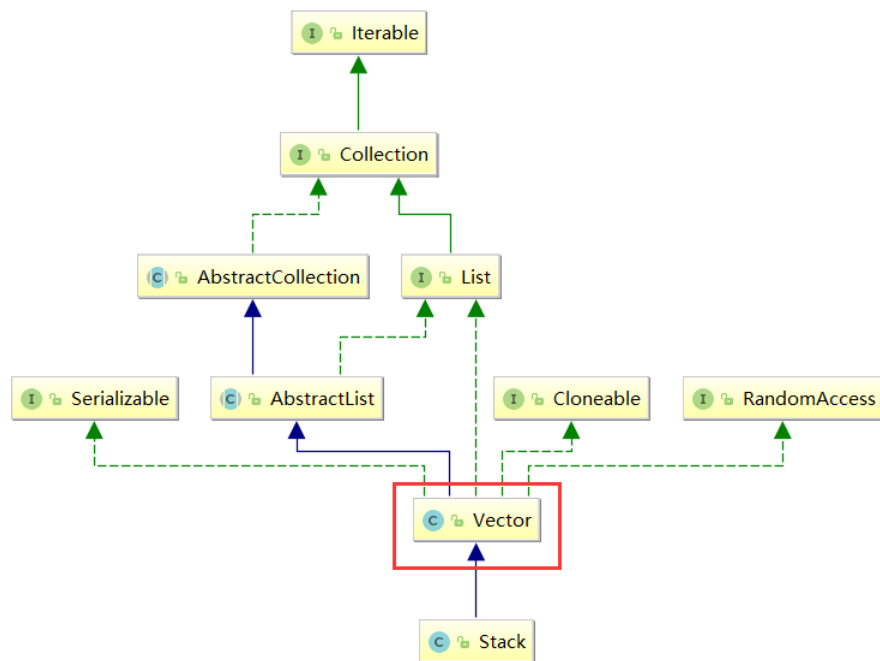 I Iterable
I Collection
C AbstractCollection
I List
I Serializable
C AbstractList
I Cloneable
I RandomAccess
C Vector
C Stack